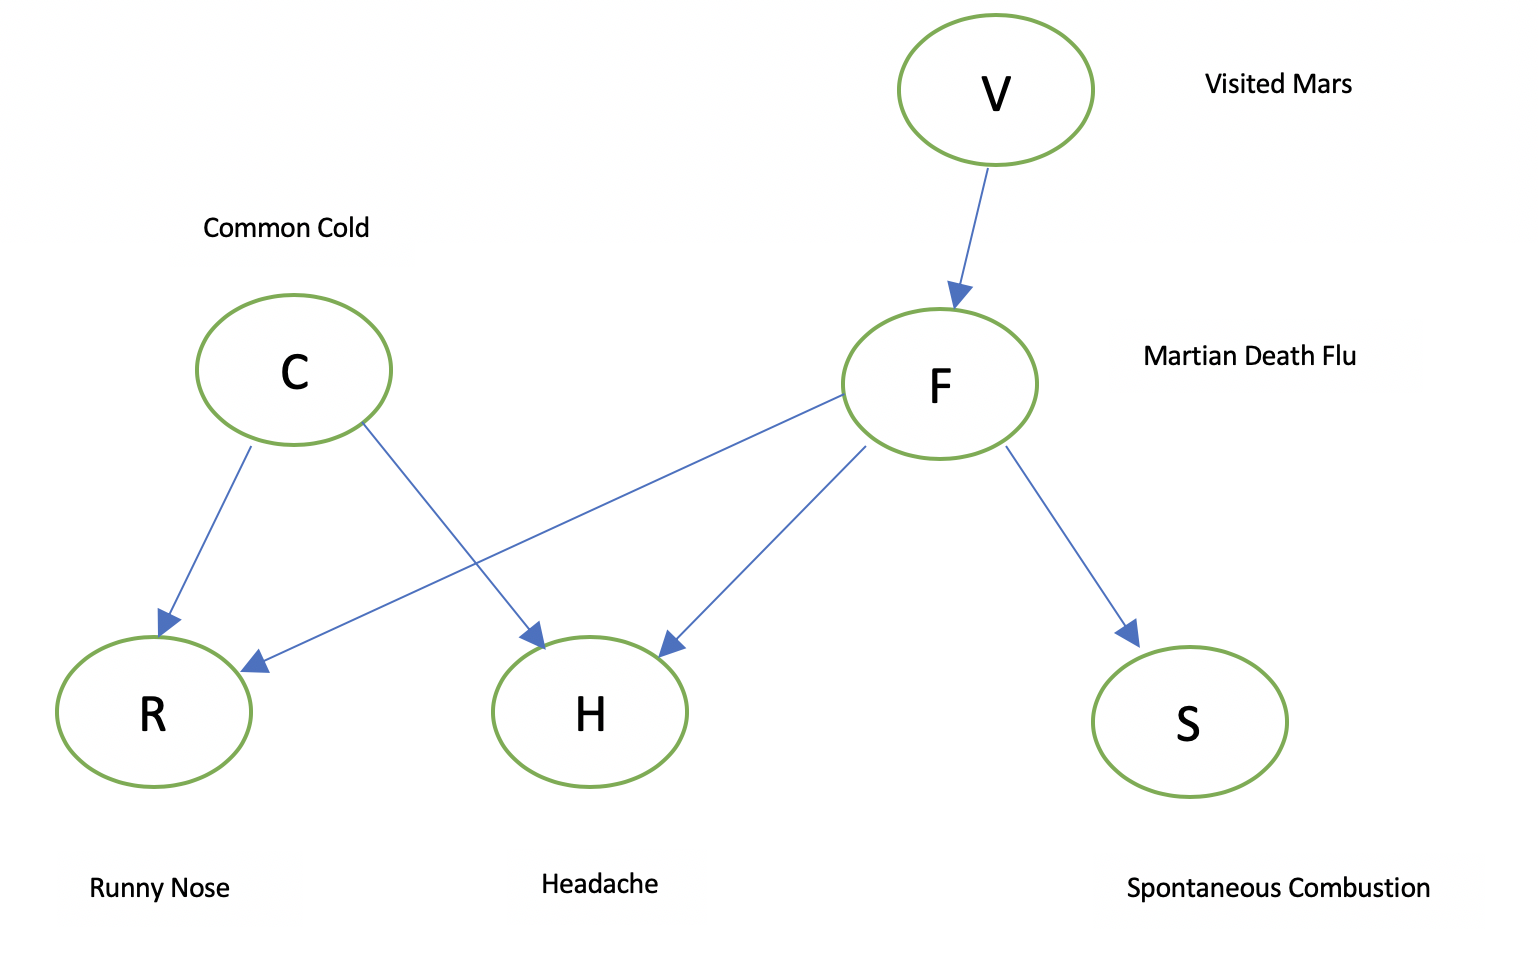 V
Visited Mars
Common Cold
C
F
Martian Death Flu
R
H
S
Runny Nose
Headache
Spontaneous Combustion